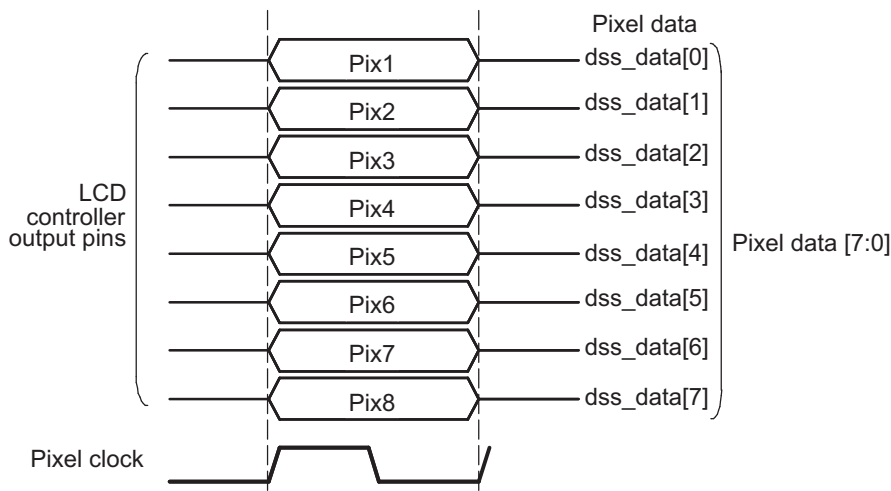 Pixel data
Pix1 dss_data[0]
Pix2 dss_data[1]
Pix3 dss_data[2]
LCD
controller
output pins
Pix4 dss_data[3]
Pix5 dss_data[4]
Pixel data [7:0]
Pix6 dss_data[5]
Pix7 dss_data[6]
Pix8 dss_data[7]
Pixel clock